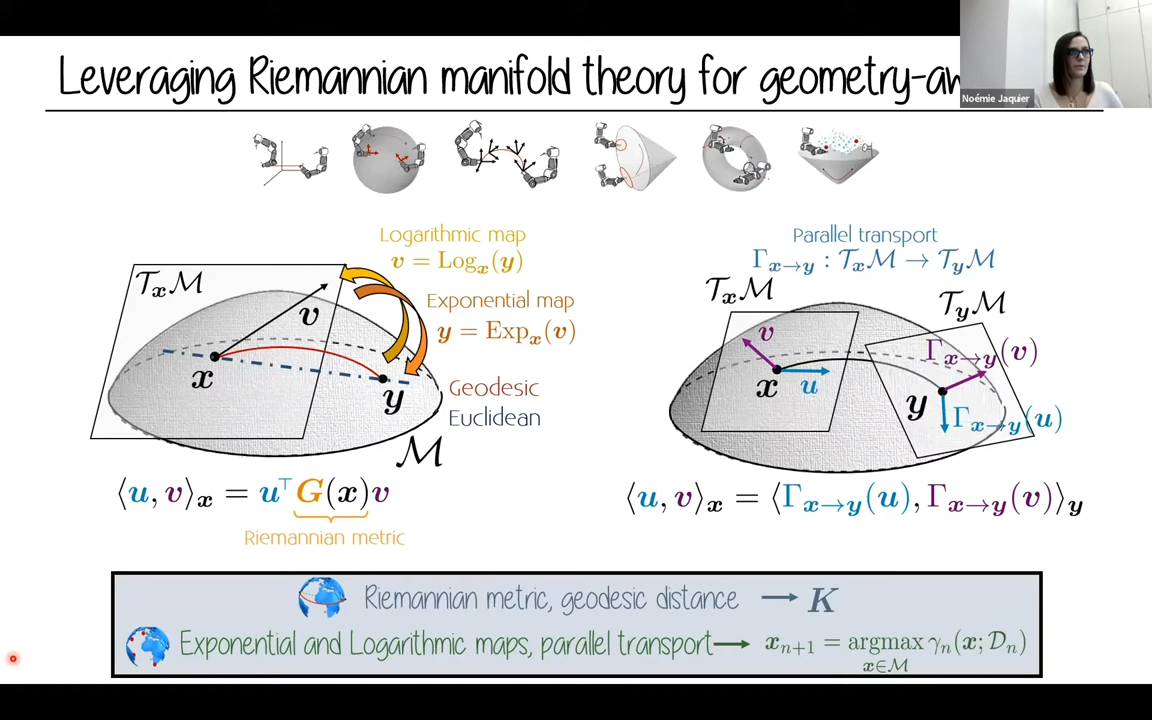 Leveraging Riemannian manifold theory for geometry-aw
Noémie Jaquier
Logarithmic map
v = Log_x(y)
Exponential map
y = Exp_x(v)
T_xM
v
x
y
Geodesic
Euclidean
M
⟨u, v⟩_x = u^⊤G(x)v
Riemannian metric
Parallel transport
Γ_{x→y} : T_xM → T_yM
T_xM
T_yM
v
x
u
Γ_{x→y}(v)
y
Γ_{x→y}(u)
⟨u, v⟩_x = ⟨Γ_{x→y}(u), Γ_{x→y}(v)⟩_y
Riemannian metric, geodesic distance → K
Exponential and Logarithmic maps, parallel transport → x_{n+1} = argmax γ_n(x; D_n)
x∈M